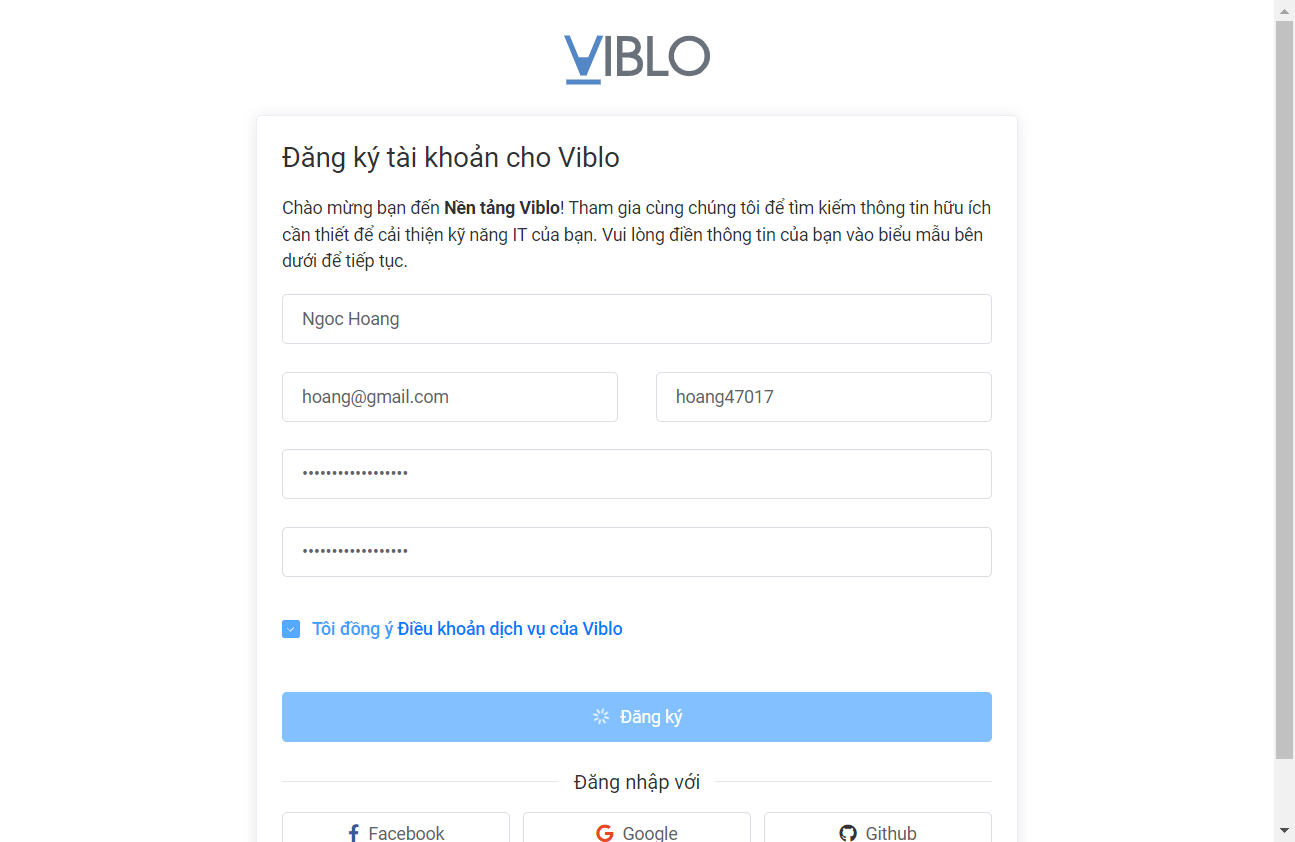 VIBLO
Đăng ký tài khoản cho Viblo
Chào mừng bạn đến Nền tảng Viblo! Tham gia cùng chúng tôi để tìm kiếm thông tin hữu ích
cần thiết để cải thiện kỹ năng IT của bạn. Vui lòng điền thông tin của bạn vào biểu mẫu bên
dưới để tiếp tục.
Ngoc Hoang
hoang@gmail.com
hoang47017
••••••••••••••••••
••••••••••••••••••
Tôi đồng ý Điều khoản dịch vụ của Viblo
Đăng ký
Đăng nhập với
Facebook
Google
Github